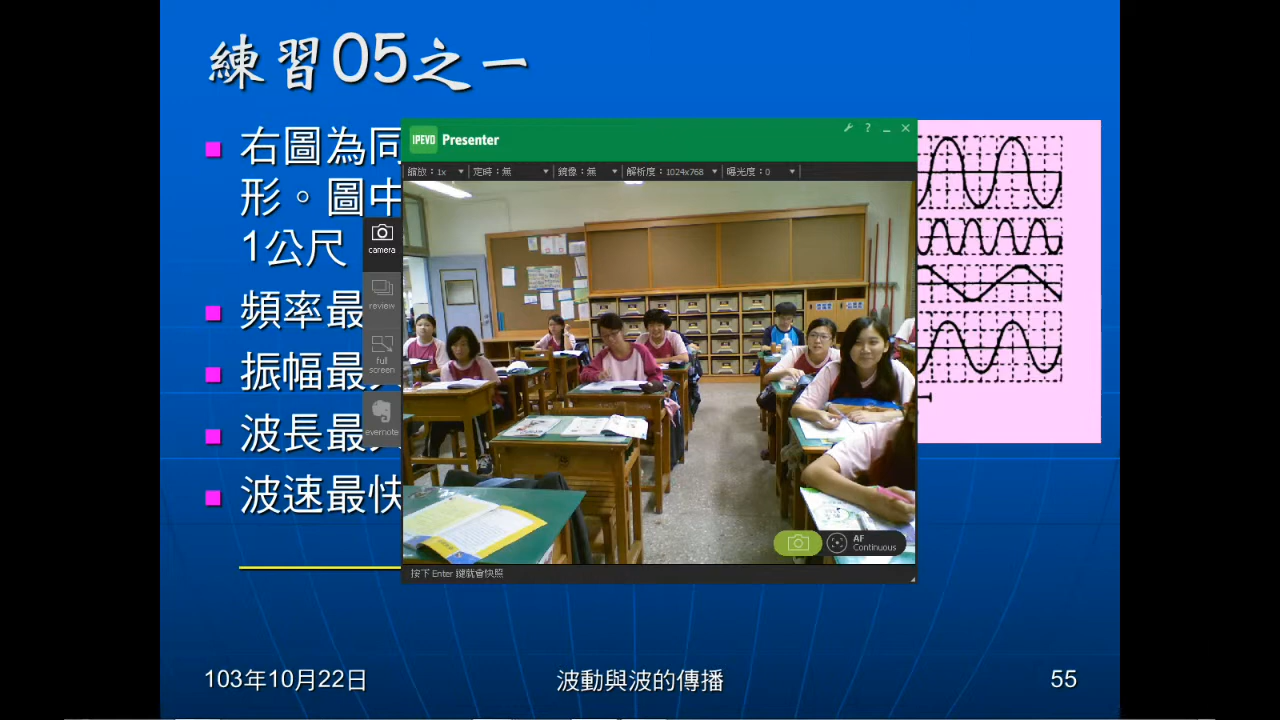 練習05之一
右圖為同
形。圖中
1公尺
頻率最
振幅最
波長最
波速最快
IPEVO Presenter
縮放：1x 定時：無 鏡像：無 解析度：1024x768 曝光度：0
camera
review
full
screen
evernote
AF
Continuous
按下 Enter 鍵就會快照
103年10月22日 波動與波的傳播 55